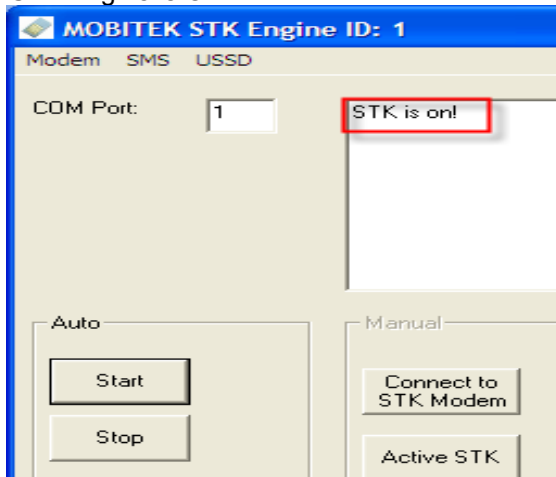 MOBITEK STK Engine ID: 1
Modem SMS USSD
COM Port: 1
STK is on!
Auto
Start
Stop
Manual
Connect to
STK Modem
Active STK